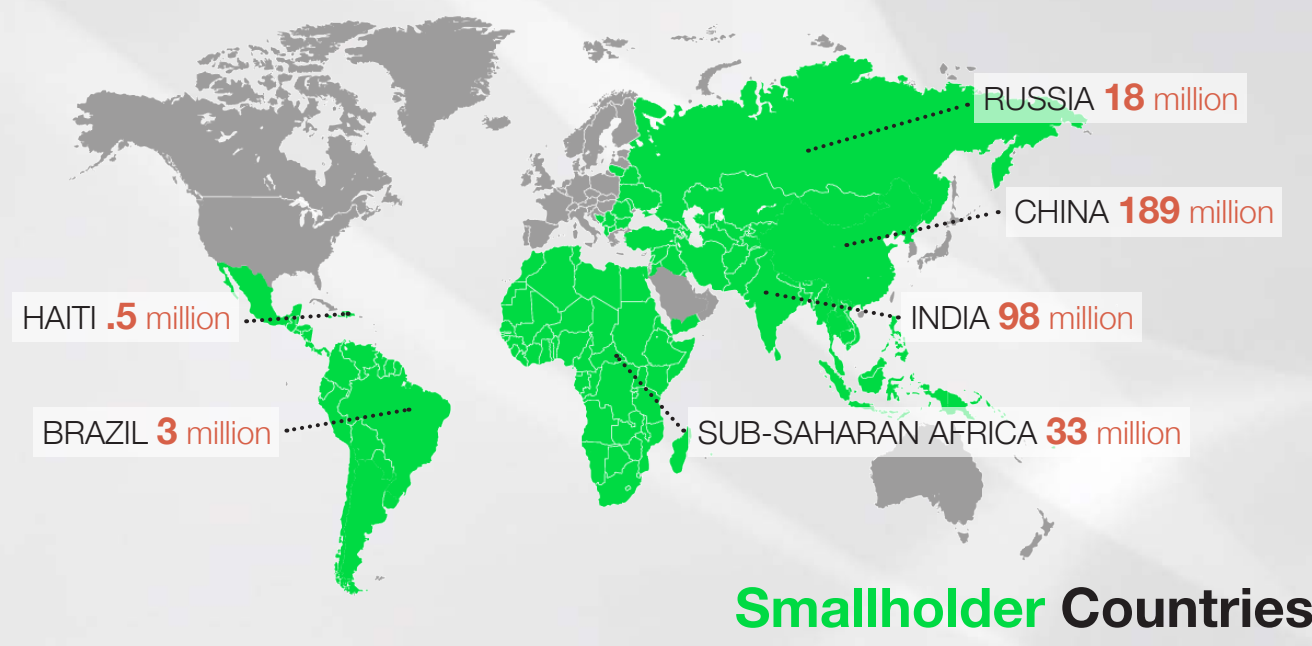 RUSSIA 18 million
CHINA 189 million
HAITI .5 million
INDIA 98 million
BRAZIL 3 million
SUB-SAHARAN AFRICA 33 million
Smallholder Countries